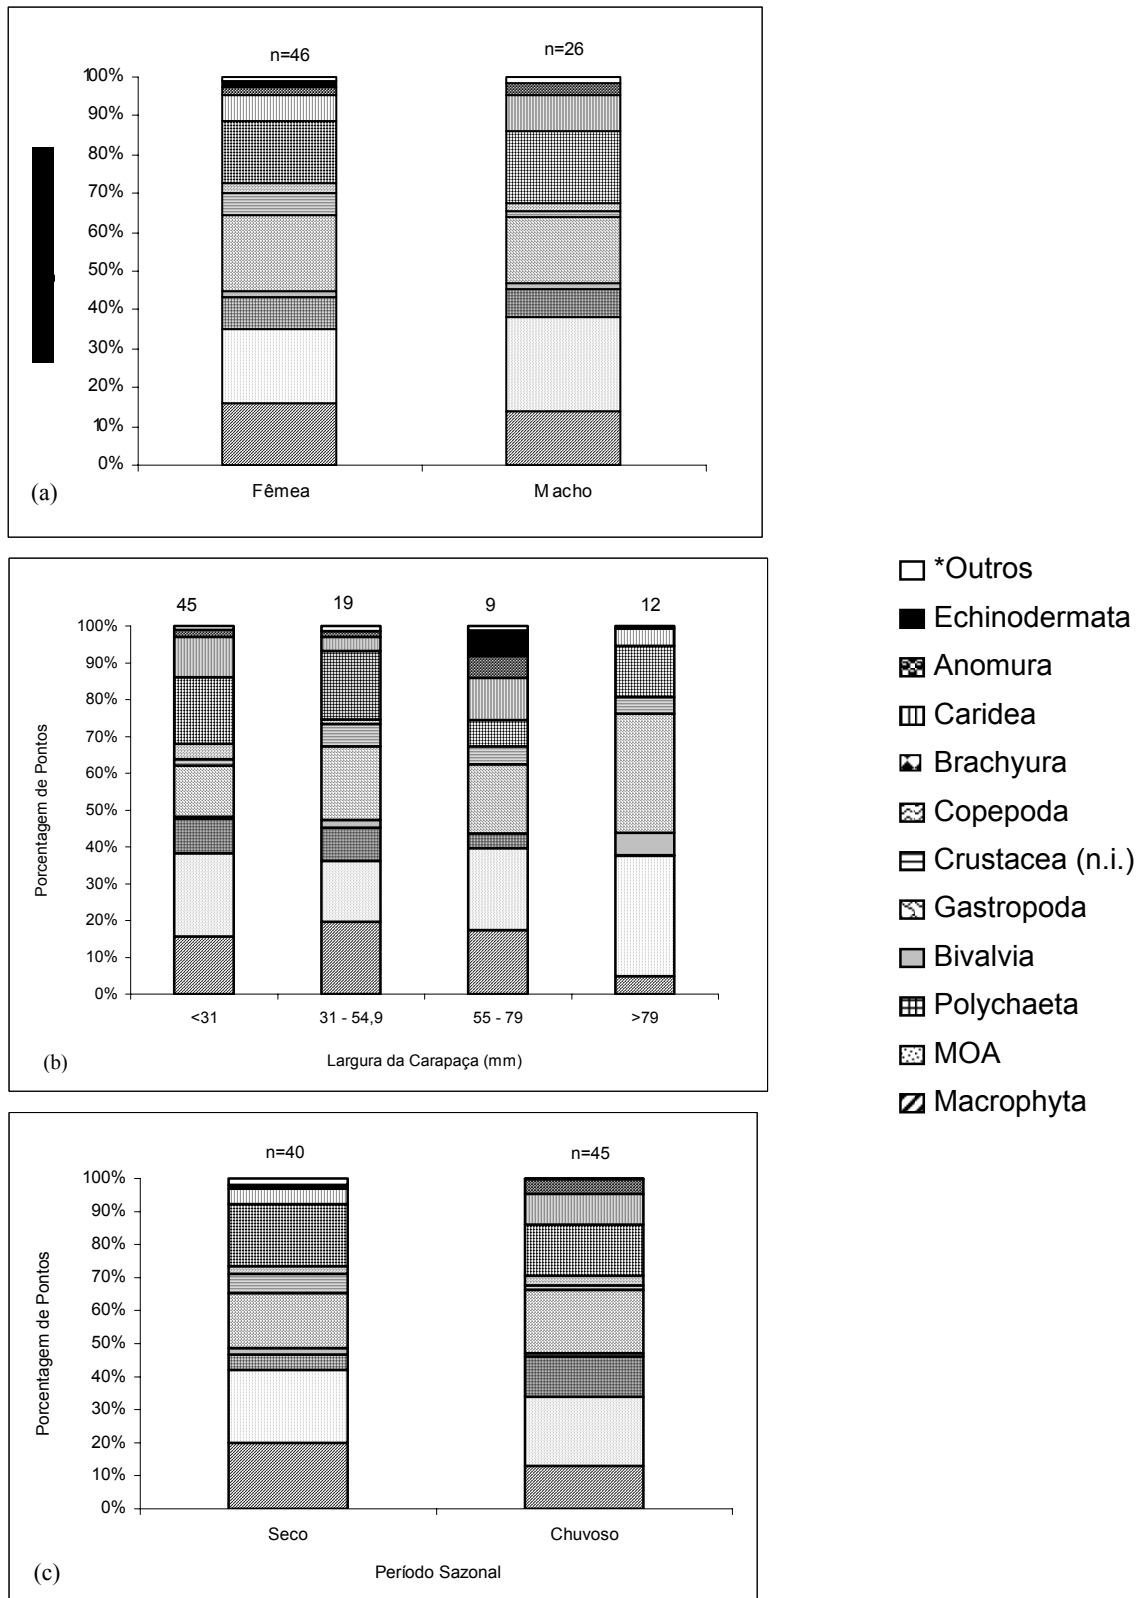 n=46 n=26
100%
90%
80%
70%
60%
50%
40%
30%
20%
10%
0%
Fêmea Macho
(a)
45 19 9 12
100%
90%
80%
70%
60%
50%
40%
30%
20%
10%
0%
Porcentagem de Pontos
<31 31 - 54,9 55 - 79 >79
Largura da Carapaça (mm)
(b)
n=40 n=45
100%
90%
80%
70%
60%
50%
40%
30%
20%
10%
0%
Porcentagem de Pontos
Seco Chuvoso
Período Sazonal
(c)
*Outros
Echinodermata
Anomura
Caridea
Brachyura
Copepoda
Crustacea (n.i.)
Gastropoda
Bivalvia
Polychaeta
MOA
Macrophyta